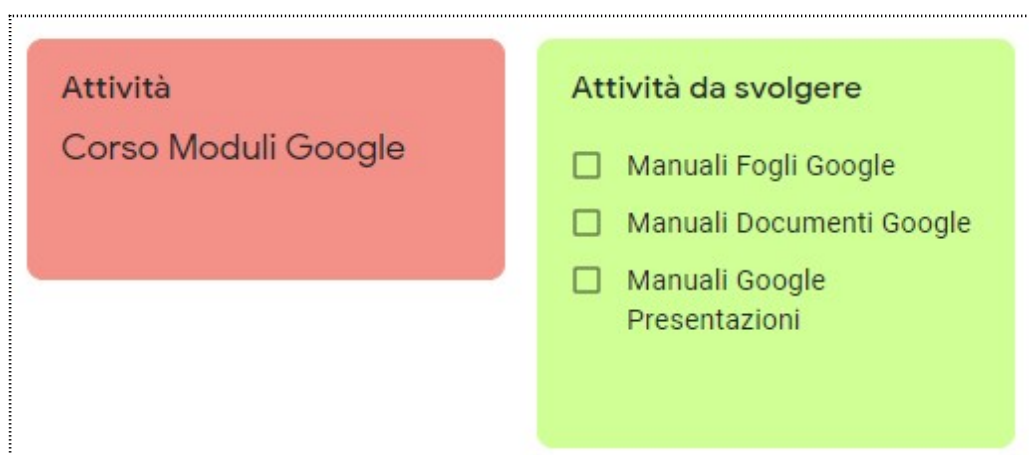 Attività
Corso Moduli Google
Attività da svolgere
Manuali Fogli Google
Manuali Documenti Google
Manuali Google
Presentazioni